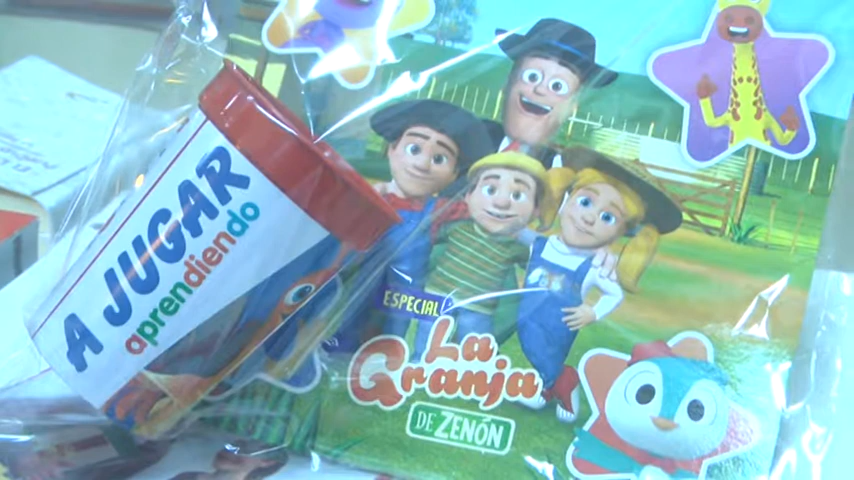 A JUGAR
aprendiendo
ESPECIAL
La
Granja
DE ZENÓN